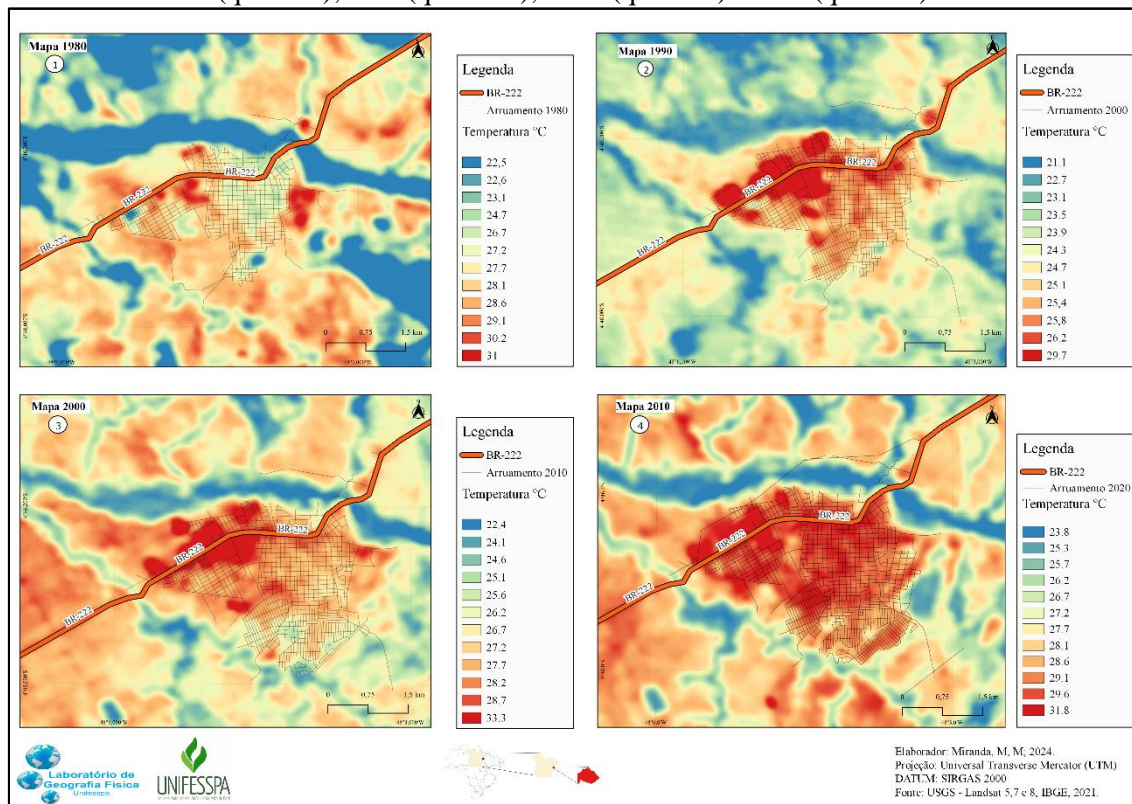 Mapa 1980
1
BR-222
BR-222
BR-222
0 0,75 1,5 km
Legenda
BR-222
Arruamento 1980
Temperatura °C
22,5
22,6
23.1
24.7
26.7
27.2
27.7
28.1
28.6
29.1
30.2
31
Mapa 1990
2
BR-222
BR-222
BR-222
0 0,75 1,5 km
Legenda
BR-222
Arruamento 2000
Temperatura °C
21.1
22.7
23.1
23.5
23.9
24.3
24.7
25.1
25,4
25,8
26.2
29.7
Mapa 2000
3
BR-222
BR-222
BR-222
0 0,75 1,5 km
Legenda
BR-222
Arruamento 2010
Temperatura °C
22,4
24.1
24.6
25.1
25.6
26.2
26.7
27.2
27.7
28.2
28.7
33.3
Mapa 2010
4
BR-222
BR-222
BR-222
0 0,75 1,5 km
Legenda
BR-222
Arruamento 2020
Temperatura °C
23.8
25.3
25.7
26.2
26.7
27.2
27.7
28.1
28.6
29.1
29.6
31.8
Laboratório de
Geografia Física
Unifesspa
UNIFESSPA
Elaborador: Miranda, M, M; 2024.
Projeção: Universal Transverse Mercator (UTM)
DATUM: SIRGAS 2000
Fonte: USGS - Landsat 5,7 e 8, IBGE, 2021.